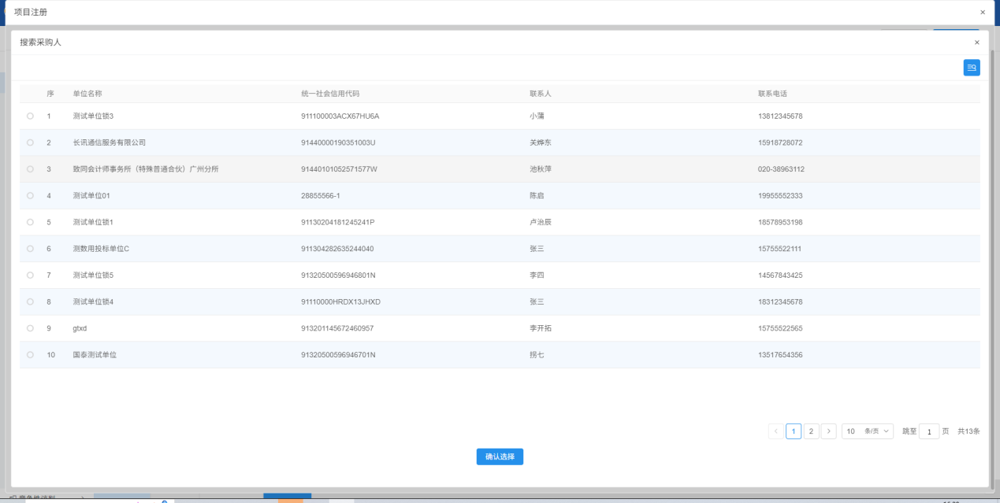 项目注册 ×
搜索采购人 ×
序 单位名称 统一社会信用代码 联系人 联系电话
1 测试单位锁3 911100003ACX67HU6A 小蒲 13812345678
2 长讯通信服务有限公司 91440000190351003U 关烨东 15918728072
3 致同会计师事务所（特殊普通合伙）广州分所 91440101052571577W 池秋萍 020-38963112
4 测试单位01 28855566-1 陈启 19955552333
5 测试单位锁1 91130204181245241P 卢治辰 18578953198
6 测数用投标单位C 911304282635244040 张三 15755522111
7 测试单位锁5 91320500596946801N 李四 14567843425
8 测试单位锁4 91110000HRDX13JHXD 张三 18312345678
9 gtxd 913201145672460957 李开拓 15755522565
10 国泰测试单位 91320500596946701N 拐七 13517654356
< 1 2 > 10 条/页 跳至 1 页 共13条
确认选择